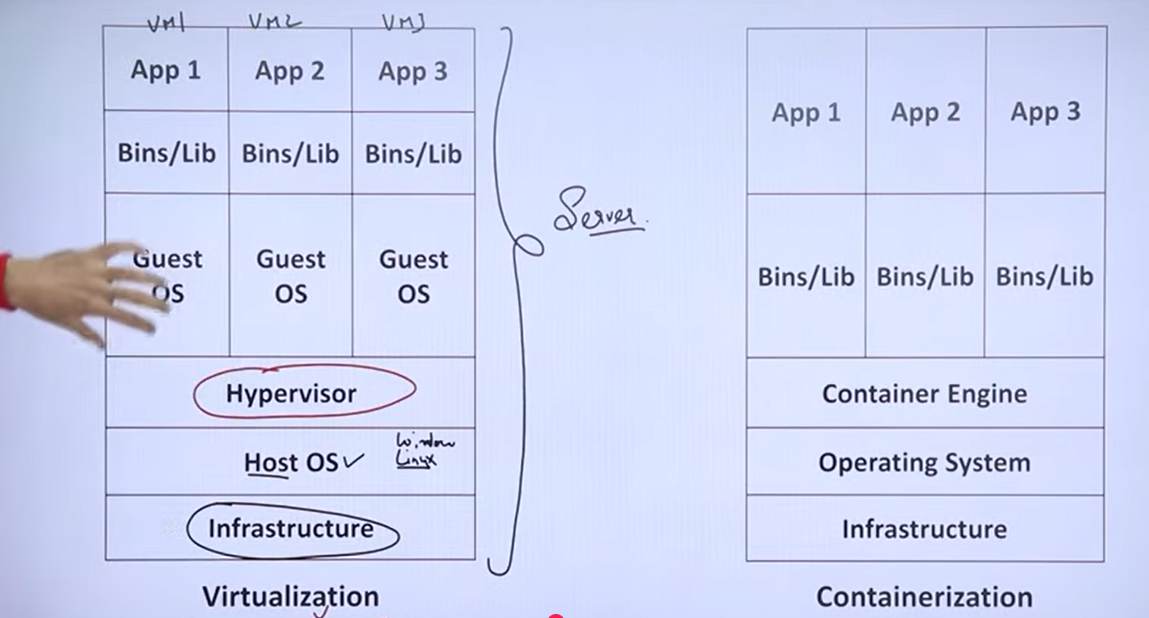 VM1 VM2 VM3
App 1 App 2 App 3
Bins/Lib Bins/Lib Bins/Lib
Guest OS Guest OS Guest OS
Hypervisor
Host OS
Window
Linux
Infrastructure
Virtualization
Server.
App 1 App 2 App 3
Bins/Lib Bins/Lib Bins/Lib
Container Engine
Operating System
Infrastructure
Containerization